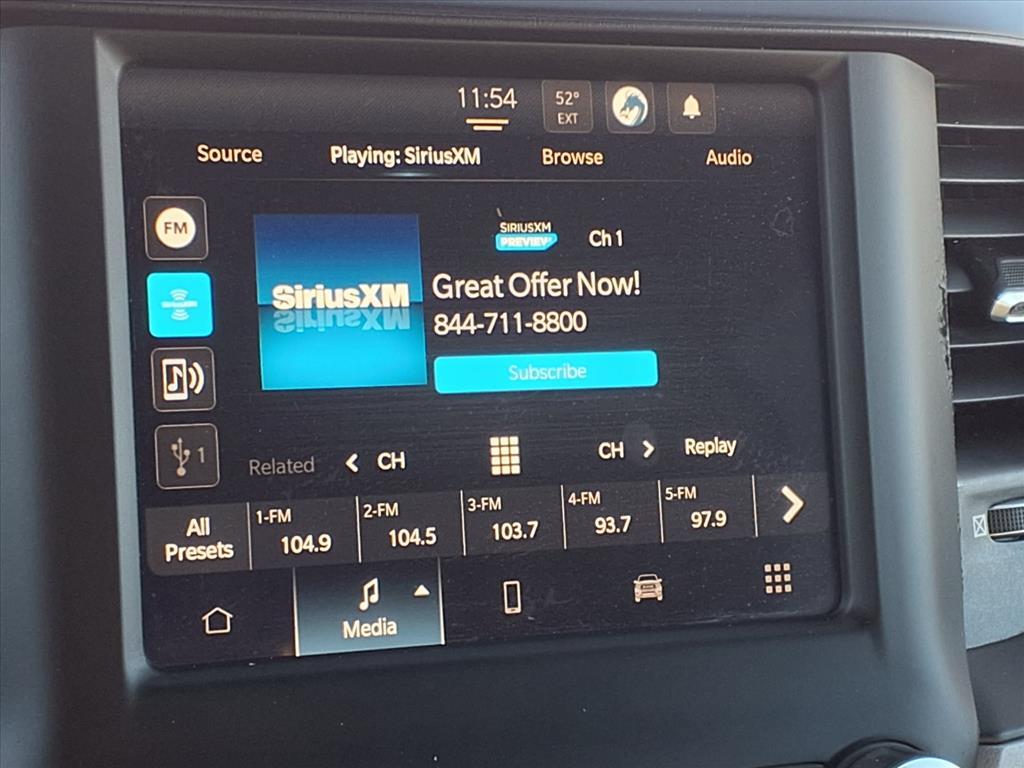 11:54
52°
EXT
Source
Playing: SiriusXM
Browse
Audio
FM
SIRIUSXM
SIRIUSXM
PREVIEW
Ch 1
SiriusXM
Great Offer Now!
844-711-8800
Subscribe
1
Related
CH
CH
Replay
All
Presets
1-FM
104.9
2-FM
104.5
3-FM
103.7
4-FM
93.7
5-FM
97.9
Media